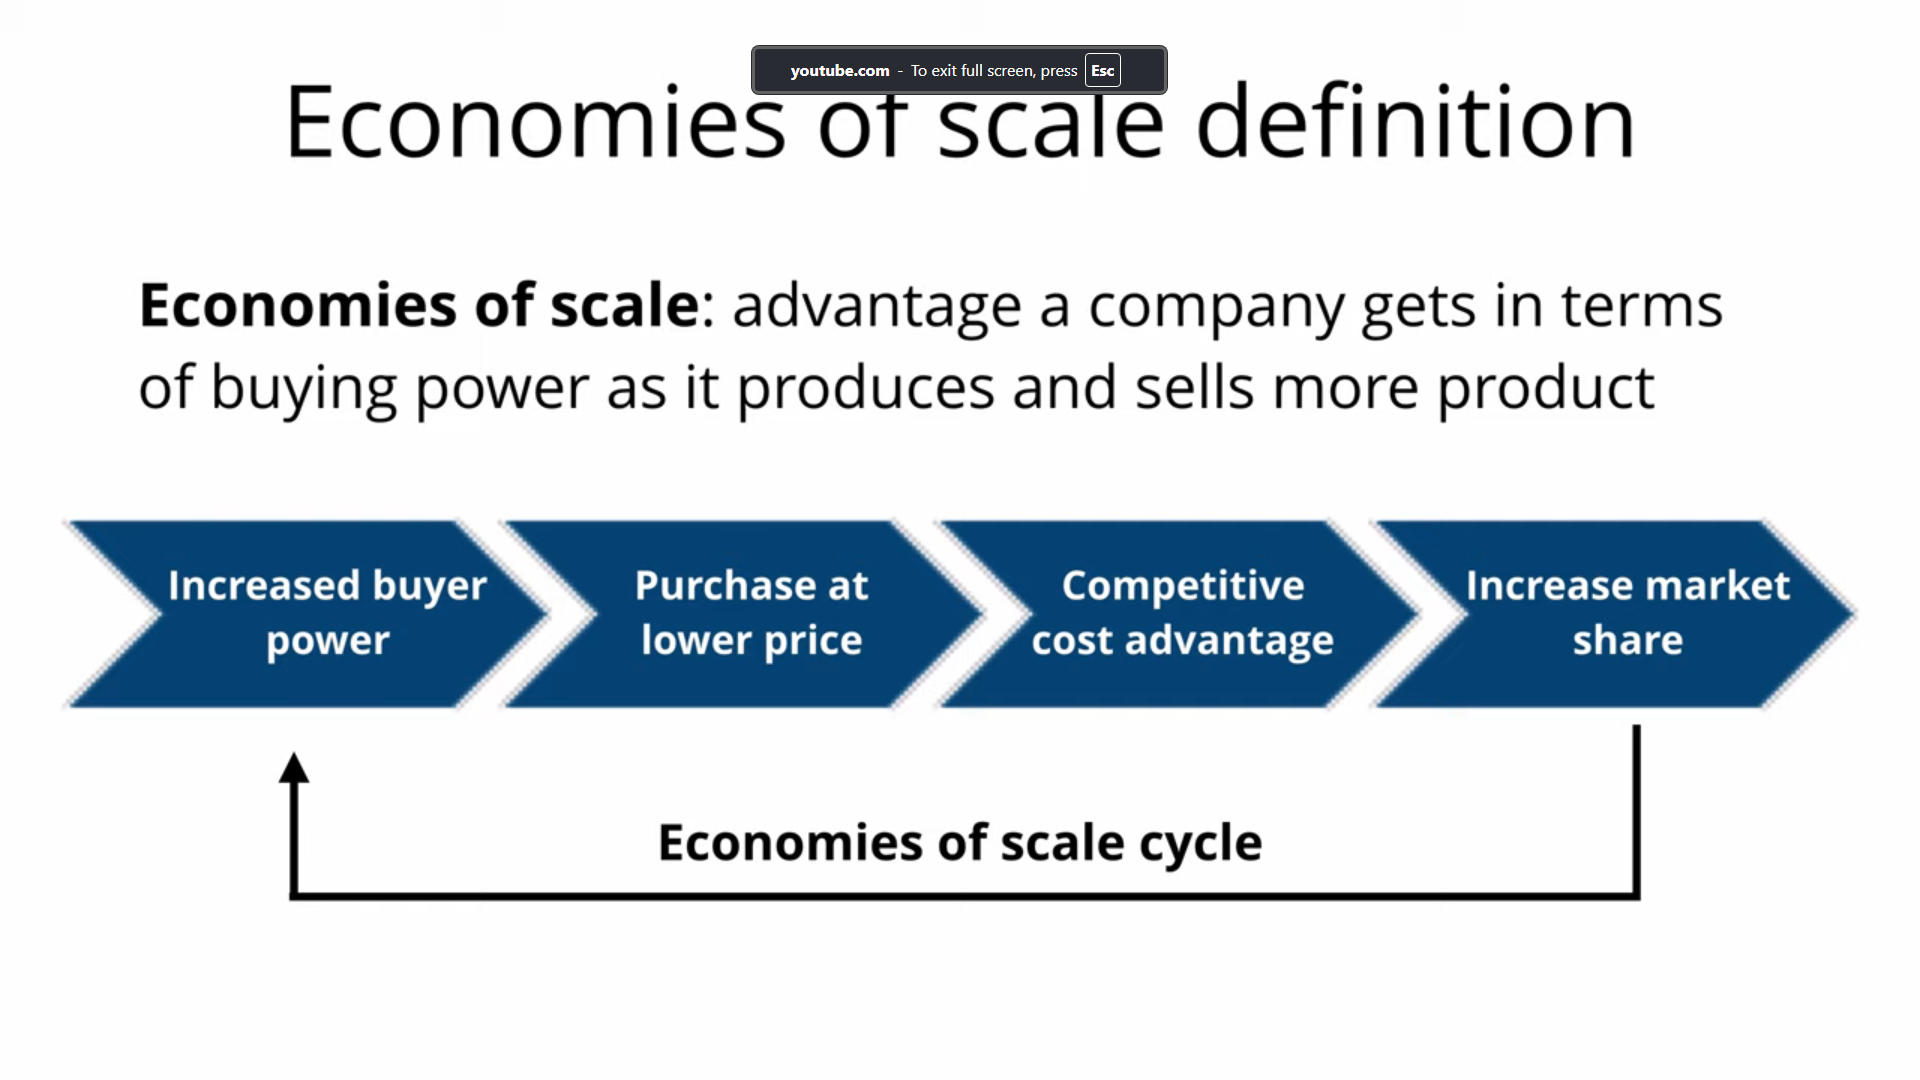 youtube.com - To exit full screen, press Esc
Economies of scale definition
Economies of scale: advantage a company gets in terms
of buying power as it produces and sells more product
Increased buyer
power
Purchase at
lower price
Competitive
cost advantage
Increase market
share
Economies of scale cycle